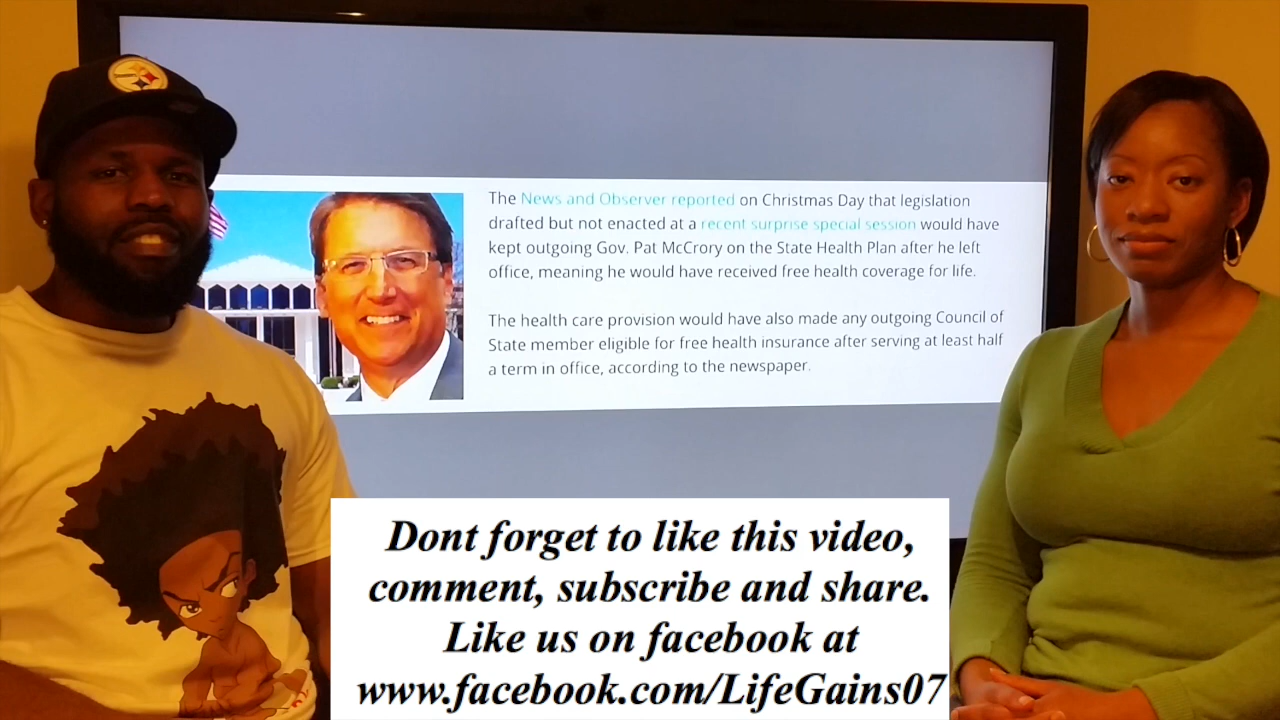 The News and Observer reported on Christmas Day that legislation
drafted but not enacted at a recent surprise special session would have
kept outgoing Gov. Pat McCrory on the State Health Plan after he left
office, meaning he would have received free health coverage for life.
The health care provision would have also made any outgoing Council of
State member eligible for free health insurance after serving at least half
a term in office, according to the newspaper.
Dont forget to like this video,
comment, subscribe and share.
Like us on facebook at
www.facebook.com/LifeGains07